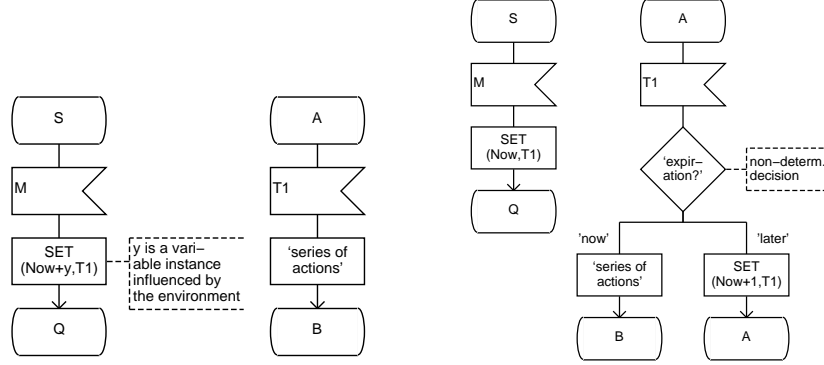 S
M
SET
(Now+y,T1)
y is a vari–
able instance
influenced by
the environment
Q
A
T1
'series of
actions'
B
S
M
SET
(Now,T1)
Q
A
T1
'expir–
ation?'
non–determ.
decision
'now'
'later'
'series of
actions'
SET
(Now+1,T1)
B
A